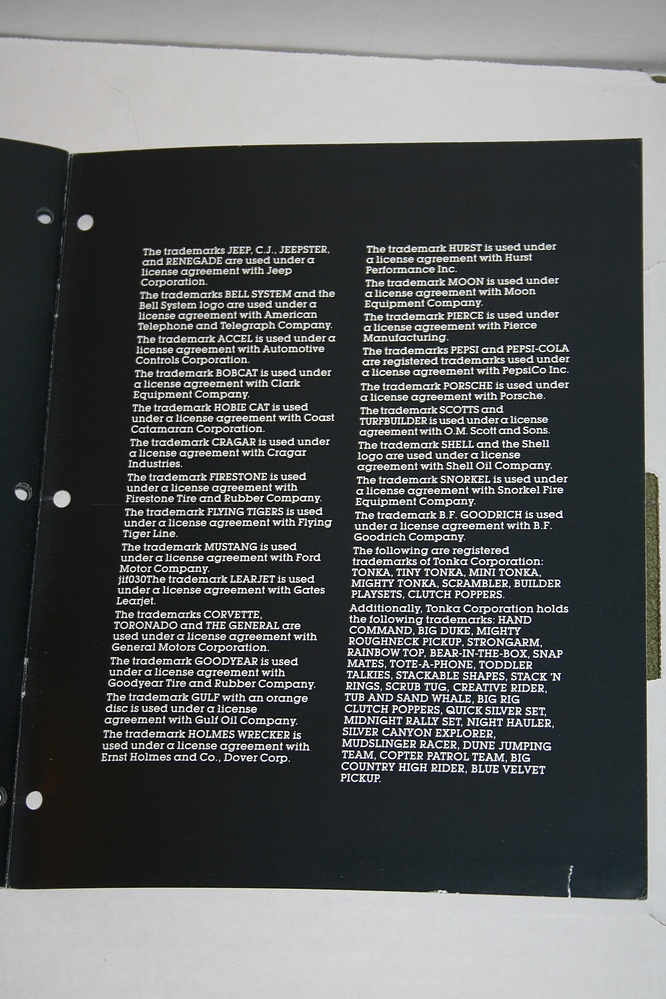 The trademarks JEEP, C.J., JEEPSTER,
and RENEGADE are used under a
license agreement with Jeep
Corporation.
The trademarks BELL SYSTEM and the
Bell System logo are used under a
license agreement with American
Telephone and Telegraph Company.
The trademark ACCEL is used under a
license agreement with Automotive
Controls Corporation.
The trademark BOBCAT is used under
a license agreement with Clark
Equipment Company.
The trademark HOBIE CAT is used
under a license agreement with Coast
Catamaran Corporation.
The trademark CRAGAR is used under
a license agreement with Cragar
Industries.
The trademark FIRESTONE is used
under a license agreement with
Firestone Tire and Rubber Company.
The trademark FLYING TIGERS is used
under a license agreement with Flying
Tiger Line.
The trademark MUSTANG is used
under a license agreement with Ford
Motor Company.
jif030The trademark LEARJET is used
under a license agreement with Gates
Learjet.
The trademarks CORVETTE,
TORONADO and THE GENERAL are
used under a license agreement with
General Motors Corporation.
The trademark GOODYEAR is used
under a license agreement with
Goodyear Tire and Rubber Company.
The trademark GULF with an orange
disc is used under a license
agreement with Gulf Oil Company.
The trademark HOLMES WRECKER is
used under a license agreement with
Ernst Holmes and Co., Dover Corp.
The trademark HURST is used under
a license agreement with Hurst
Performance Inc.
The trademark MOON is used under
a license agreement with Moon
Equipment Company.
The trademark PIERCE is used under
a license agreement with Pierce
Manufacturing.
The trademarks PEPSI and PEPSI-COLA
are registered trademarks used under
a license agreement with PepsiCo Inc.
The trademark PORSCHE is used under
a license agreement with Porsche.
The trademark SCOTTS and
TURFBUILDER is used under a license
agreement with O.M. Scott and Sons.
The trademark SHELL and the Shell
logo are used under a license
agreement with Shell Oil Company.
The trademark SNORKEL is used under
a license agreement with Snorkel Fire
Equipment Company.
The trademark B.F. GOODRICH is used
under a license agreement with B.F.
Goodrich Company.
The following are registered
trademarks of Tonka Corporation:
TONKA, TINY TONKA, MINI TONKA,
MIGHTY TONKA, SCRAMBLER, BUILDER
PLAYSETS, CLUTCH POPPERS.
Additionally, Tonka Corporation holds
the following trademarks: HAND
COMMAND, BIG DUKE, MIGHTY
ROUGHNECK PICKUP, STRONGARM,
RAINBOW TOP, BEAR-IN-THE-BOX, SNAP
MATES, TOTE-A-PHONE, TODDLER
TALKIES, STACKABLE SHAPES, STACK 'N
RINGS, SCRUB TUG, CREATIVE RIDER,
TUB AND SAND WHALE, BIG RIG
CLUTCH POPPERS, QUICK SILVER SET,
MIDNIGHT RALLY SET, NIGHT HAULER,
SILVER CANYON EXPLORER,
MUDSLINGER RACER, DUNE JUMPING
TEAM, COPTER PATROL TEAM, BIG
COUNTRY HIGH RIDER, BLUE VELVET
PICKUP.